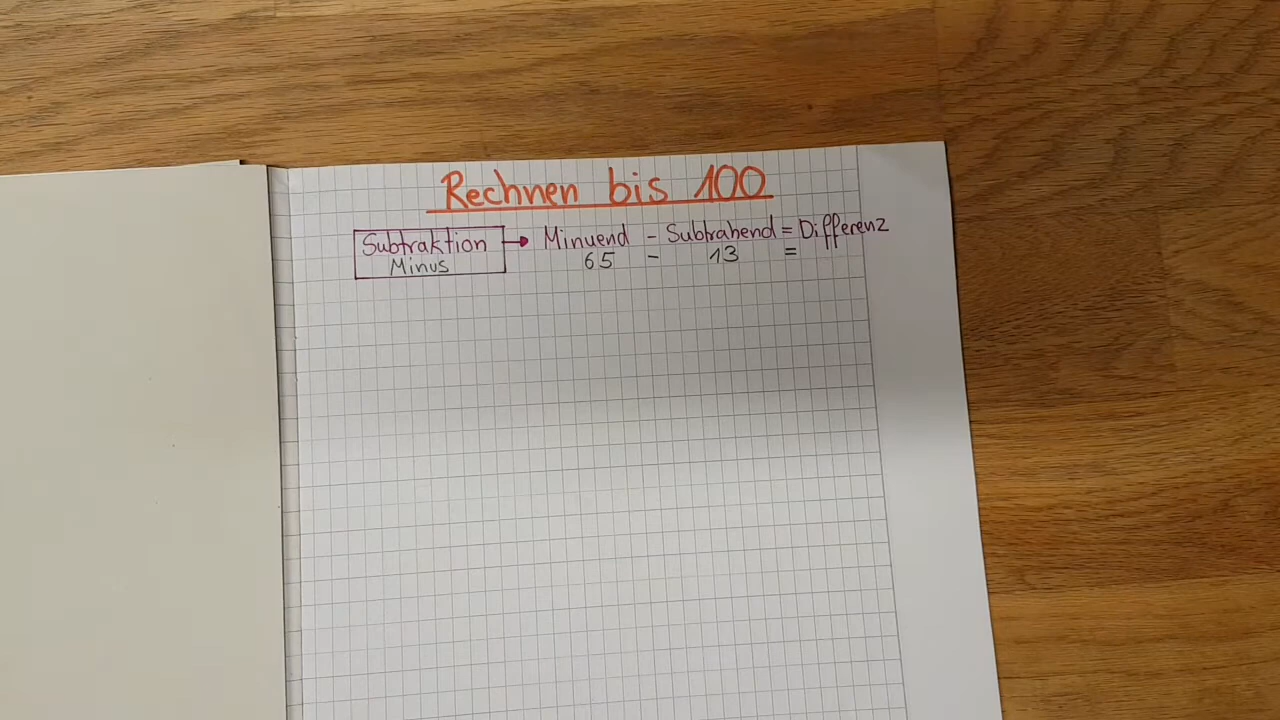 Rechnen bis 100
Subtraktion → Minuend - Subtrahend = Differenz
Minus 65 - 13 =